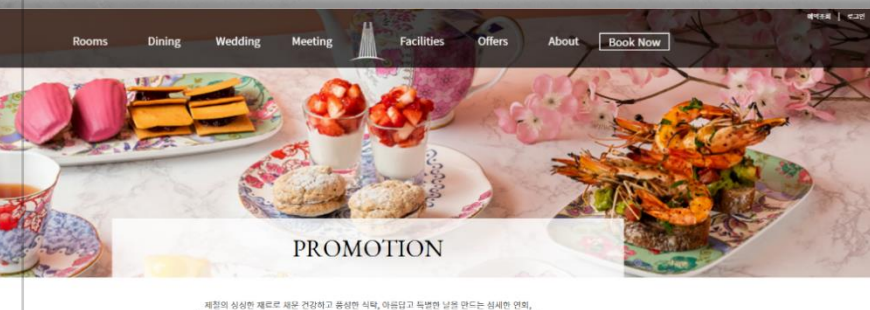 예약조회 | 로그인
Rooms Dining Wedding Meeting Facilities Offers About Book Now
PROMOTION
제철의 싱싱한 재료로 채운 건강하고 풍성한 식탁, 아름답고 특별한 날을 만드는 섬세한 연회,